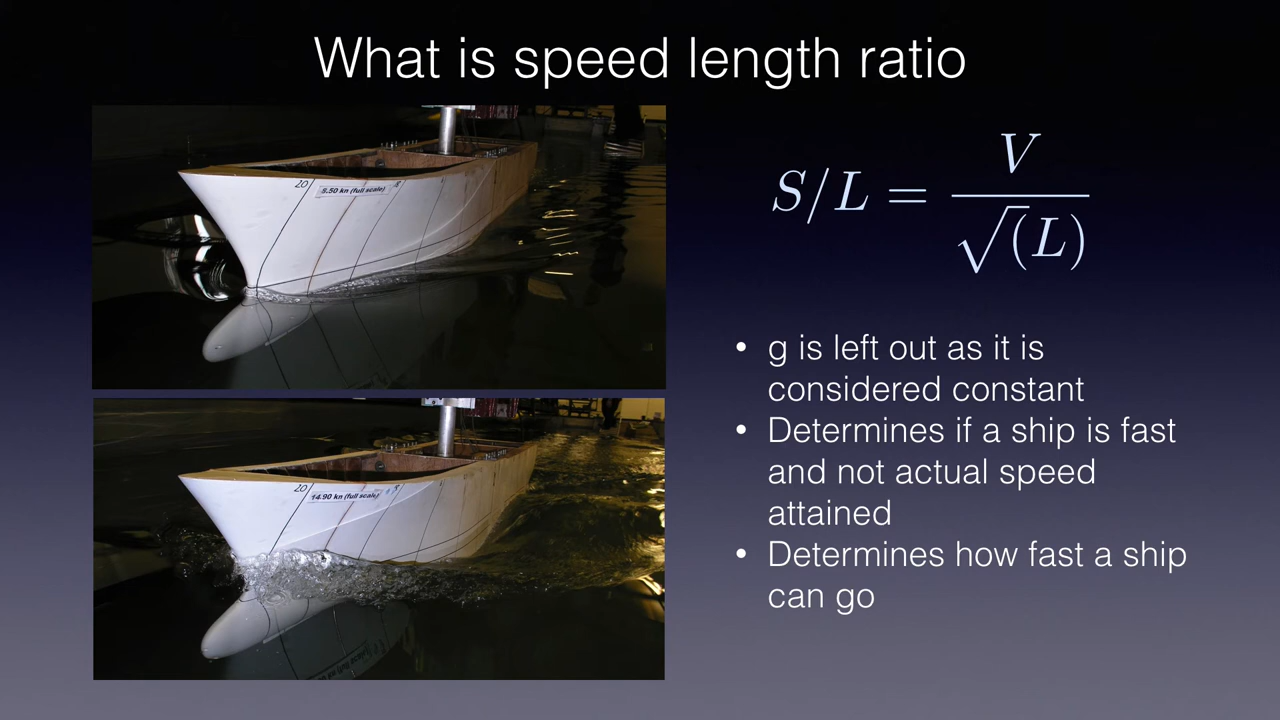 What is speed length ratio
20
8.50 kn (full scale)
18
20
14.90 kn (full scale)
S/L = V / √(L)
• g is left out as it is
considered constant
• Determines if a ship is fast
and not actual speed
attained
• Determines how fast a ship
can go